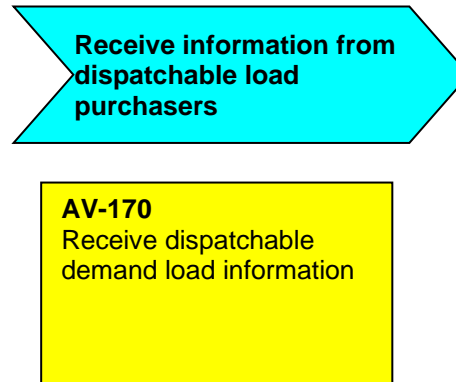 Receive information from
dispatchable load
purchasers
AV-170
Receive dispatchable
demand load information